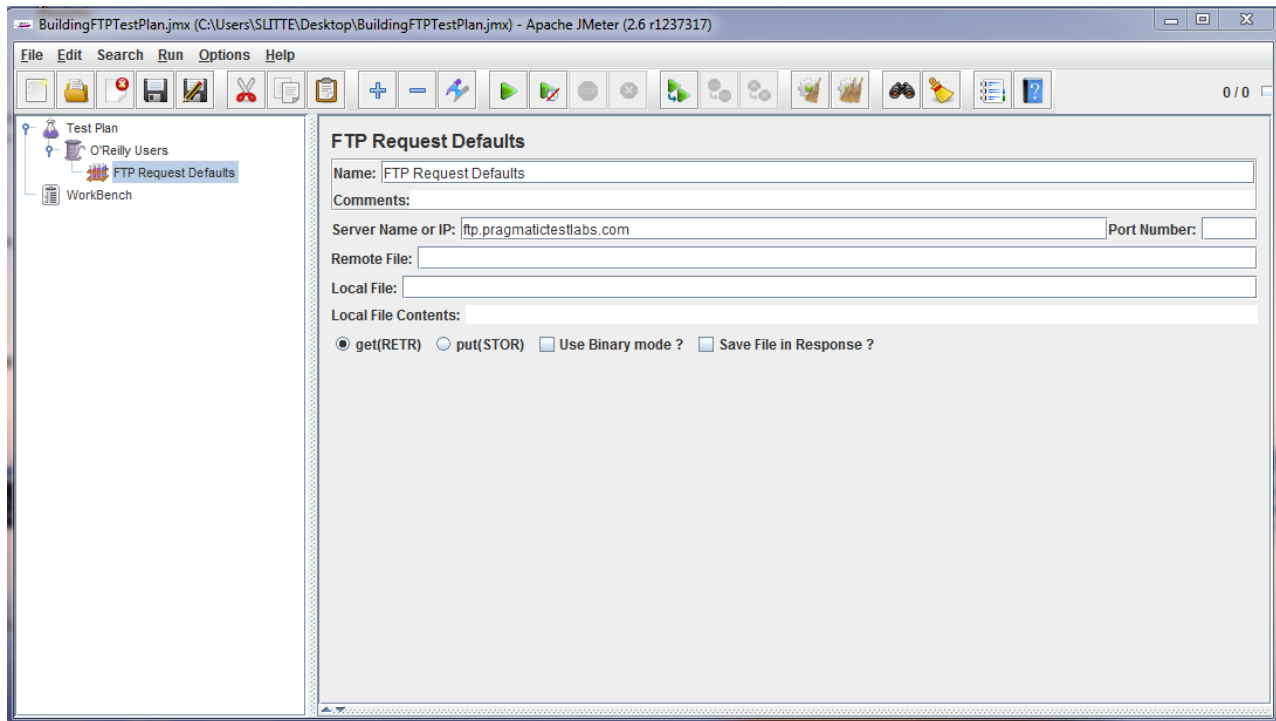 BuildingFTPTestPlan.jmx (C:\Users\SLITTE\Desktop\BuildingFTPTestPlan.jmx) - Apache JMeter (2.6 r1237317)
File Edit Search Run Options Help
0 / 0
Test Plan
O'Reilly Users
FTP Request Defaults
WorkBench
FTP Request Defaults
Name: FTP Request Defaults
Comments:
Server Name or IP: ftp.pragmatictestlabs.com Port Number:
Remote File:
Local File:
Local File Contents:
get(RETR) put(STOR) Use Binary mode ? Save File in Response ?